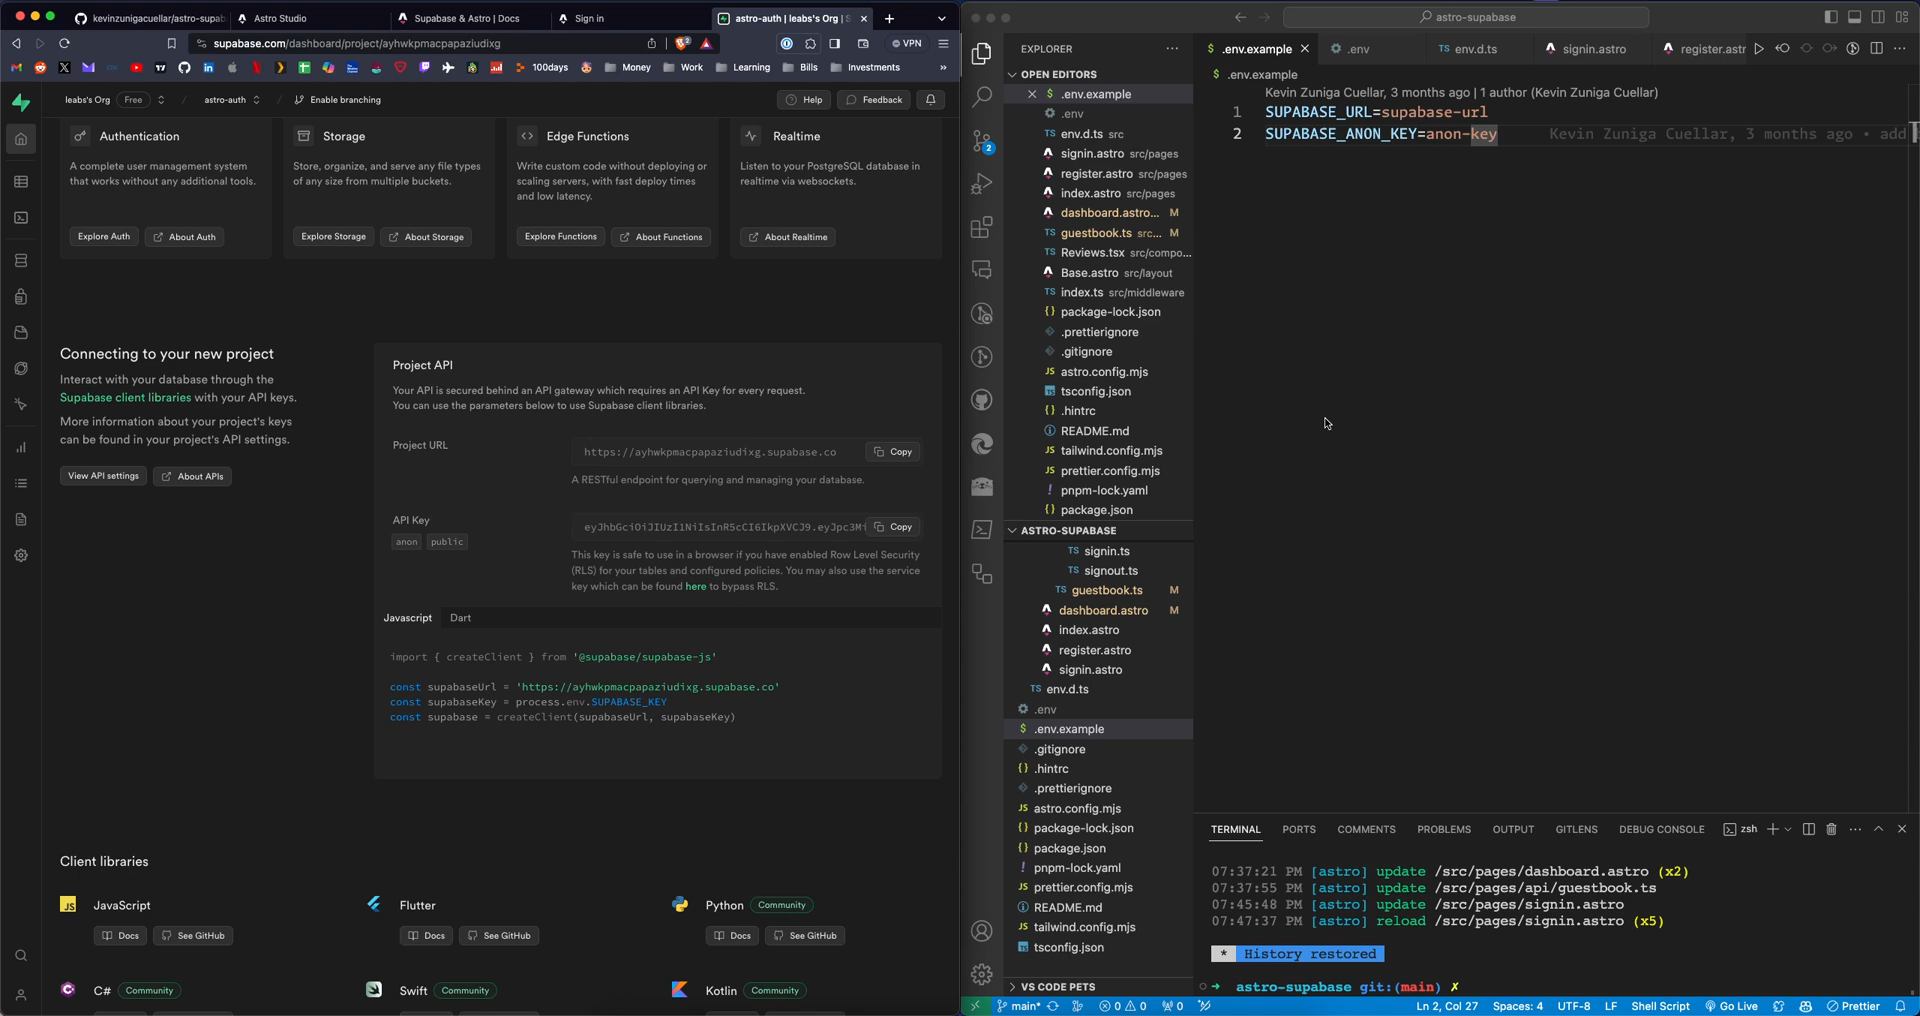 kevinzunigacuellar/astro-supab
Astro Studio
Supabase & Astro | Docs
Sign in
astro-auth | leabs's Org | S
supabase.com/dashboard/project/ayhwkpmacpapaziudixg
VPN
100days
Money
Work
Learning
Bills
Investments
leabs's Org
Free
astro-auth
Enable branching
Help
Feedback
Authentication
A complete user management system
that works without any additional tools.
Explore Auth
About Auth
Storage
Store, organize, and serve any file types
of any size from multiple buckets.
Explore Storage
About Storage
Edge Functions
Write custom code without deploying or
scaling servers, with fast deploy times
and low latency.
Explore Functions
About Functions
Realtime
Listen to your PostgreSQL database in
realtime via websockets.
About Realtime
Connecting to your new project
Interact with your database through the
Supabase client libraries with your API keys.
More information about your project's keys
can be found in your project's API settings.
View API settings
About APIs
Project API
Your API is secured behind an API gateway which requires an API Key for every request.
You can use the parameters below to use Supabase client libraries.
Project URL
https://ayhwkpmacpapaziudixg.supabase.co
Copy
A RESTful endpoint for querying and managing your database.
API Key
anon
public
eyJhbGciOiJIUzI1NiIsInR5cCI6IkpXVCJ9.eyJpc3Mi
Copy
This key is safe to use in a browser if you have enabled Row Level Security
(RLS) for your tables and configured policies. You may also use the service
key which can be found here to bypass RLS.
Javascript
Dart
import { createClient } from '@supabase/supabase-js'
const supabaseUrl = 'https://ayhwkpmacpapaziudixg.supabase.co'
const supabaseKey = process.env.SUPABASE_KEY
const supabase = createClient(supabaseUrl, supabaseKey)
Client libraries
JS
JavaScript
Docs
See GitHub
Flutter
Docs
See GitHub
Python
Community
Docs
See GitHub
C#
Community
Swift
Community
Kotlin
Community
astro-supabase
EXPLORER
OPEN EDITORS
$ .env.example
.env
TS env.d.ts src
signin.astro src/pages
register.astro src/pages
index.astro src/pages
dashboard.astro... M
TS guestbook.ts src... M
TS Reviews.tsx src/compo...
Base.astro src/layout
TS index.ts src/middleware
{} package-lock.json
.prettierignore
.gitignore
JS astro.config.mjs
tsconfig.json
{} .hintrc
README.md
JS tailwind.config.mjs
JS prettier.config.mjs
! pnpm-lock.yaml
{} package.json
ASTRO-SUPABASE
TS signin.ts
TS signout.ts
TS guestbook.ts M
dashboard.astro M
index.astro
register.astro
signin.astro
TS env.d.ts
.env
$ .env.example
.gitignore
{} .hintrc
.prettierignore
JS astro.config.mjs
{} package-lock.json
{} package.json
! pnpm-lock.yaml
JS prettier.config.mjs
README.md
JS tailwind.config.mjs
tsconfig.json
VS CODE PETS
2
$ .env.example
.env
TS env.d.ts
signin.astro
register.astr
$ .env.example
Kevin Zuniga Cuellar, 3 months ago | 1 author (Kevin Zuniga Cuellar)
1 SUPABASE_URL=supabase-url
2 SUPABASE_ANON_KEY=anon-key Kevin Zuniga Cuellar, 3 months ago • add
TERMINAL
PORTS
COMMENTS
PROBLEMS
OUTPUT
GITLENS
DEBUG CONSOLE
zsh
07:37:21 PM [astro] update /src/pages/dashboard.astro (x2)
07:37:55 PM [astro] update /src/pages/api/guestbook.ts
07:45:48 PM [astro] update /src/pages/signin.astro
07:47:37 PM [astro] reload /src/pages/signin.astro (x5)
* History restored
→ astro-supabase git:(main) ✗
main*
0 0
0
Ln 2, Col 27
Spaces: 4
UTF-8
LF
Shell Script
Go Live
Prettier